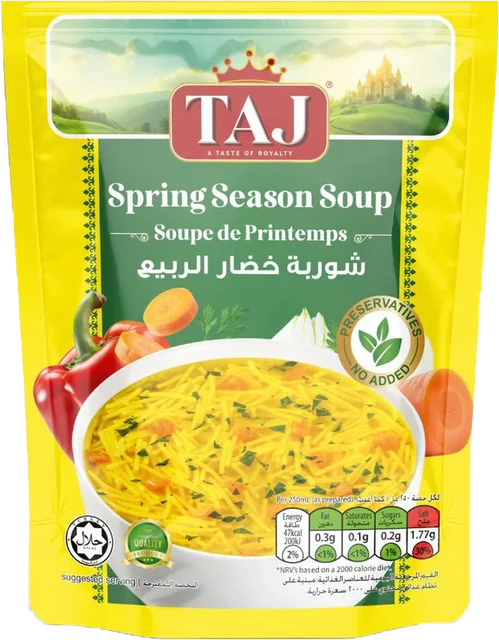 TAJ
®
A TASTE OF ROYALTY
Spring Season Soup
Soupe de Printemps
شوربة خضار الربيع
PRESERVATIVES
NO ADDED
Per 250mL (as prepared)
Energy
طاقة
47kcal
200kJ
2%
Fat
دهون
0.3g
<1%
Saturates
0.1g
<1%
Sugars
سكريات
0.2g
1%
Salt
ملح
1.77g
30%
*NRV's based on a 2000 calorie diet
حلال
QUALITY
suggested serving